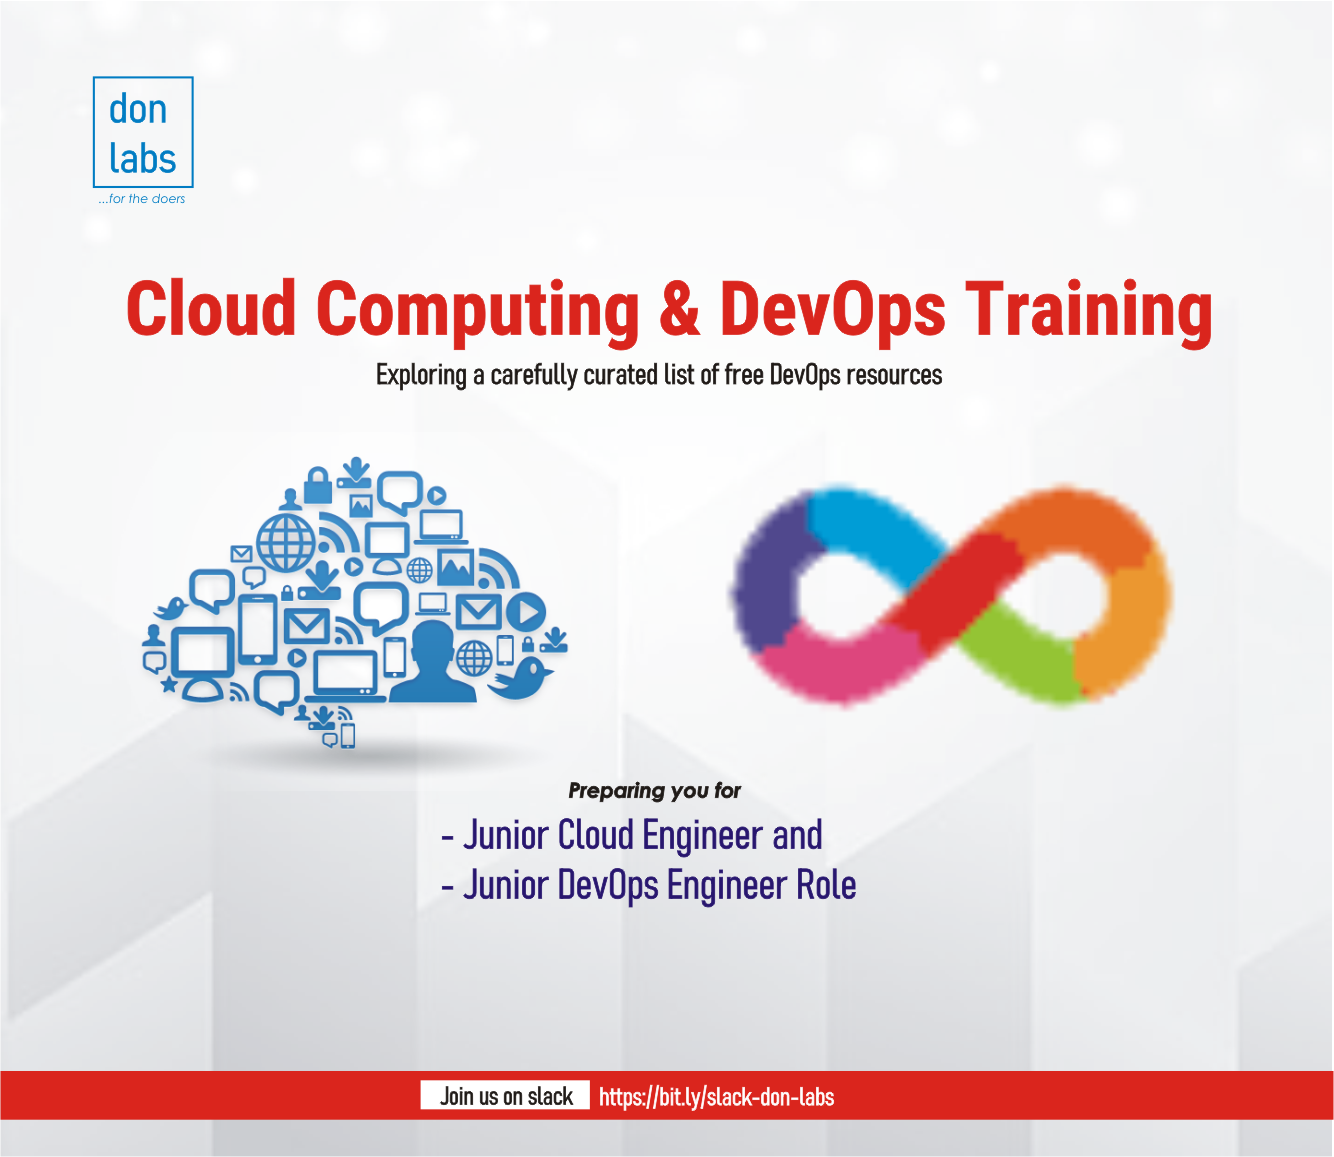 don
labs
...for the doers
Cloud Computing & DevOps Training
Exploring a carefully curated list of free DevOps resources
Preparing you for
- Junior Cloud Engineer and
- Junior DevOps Engineer Role
Join us on slack https://bit.ly/slack-don-labs